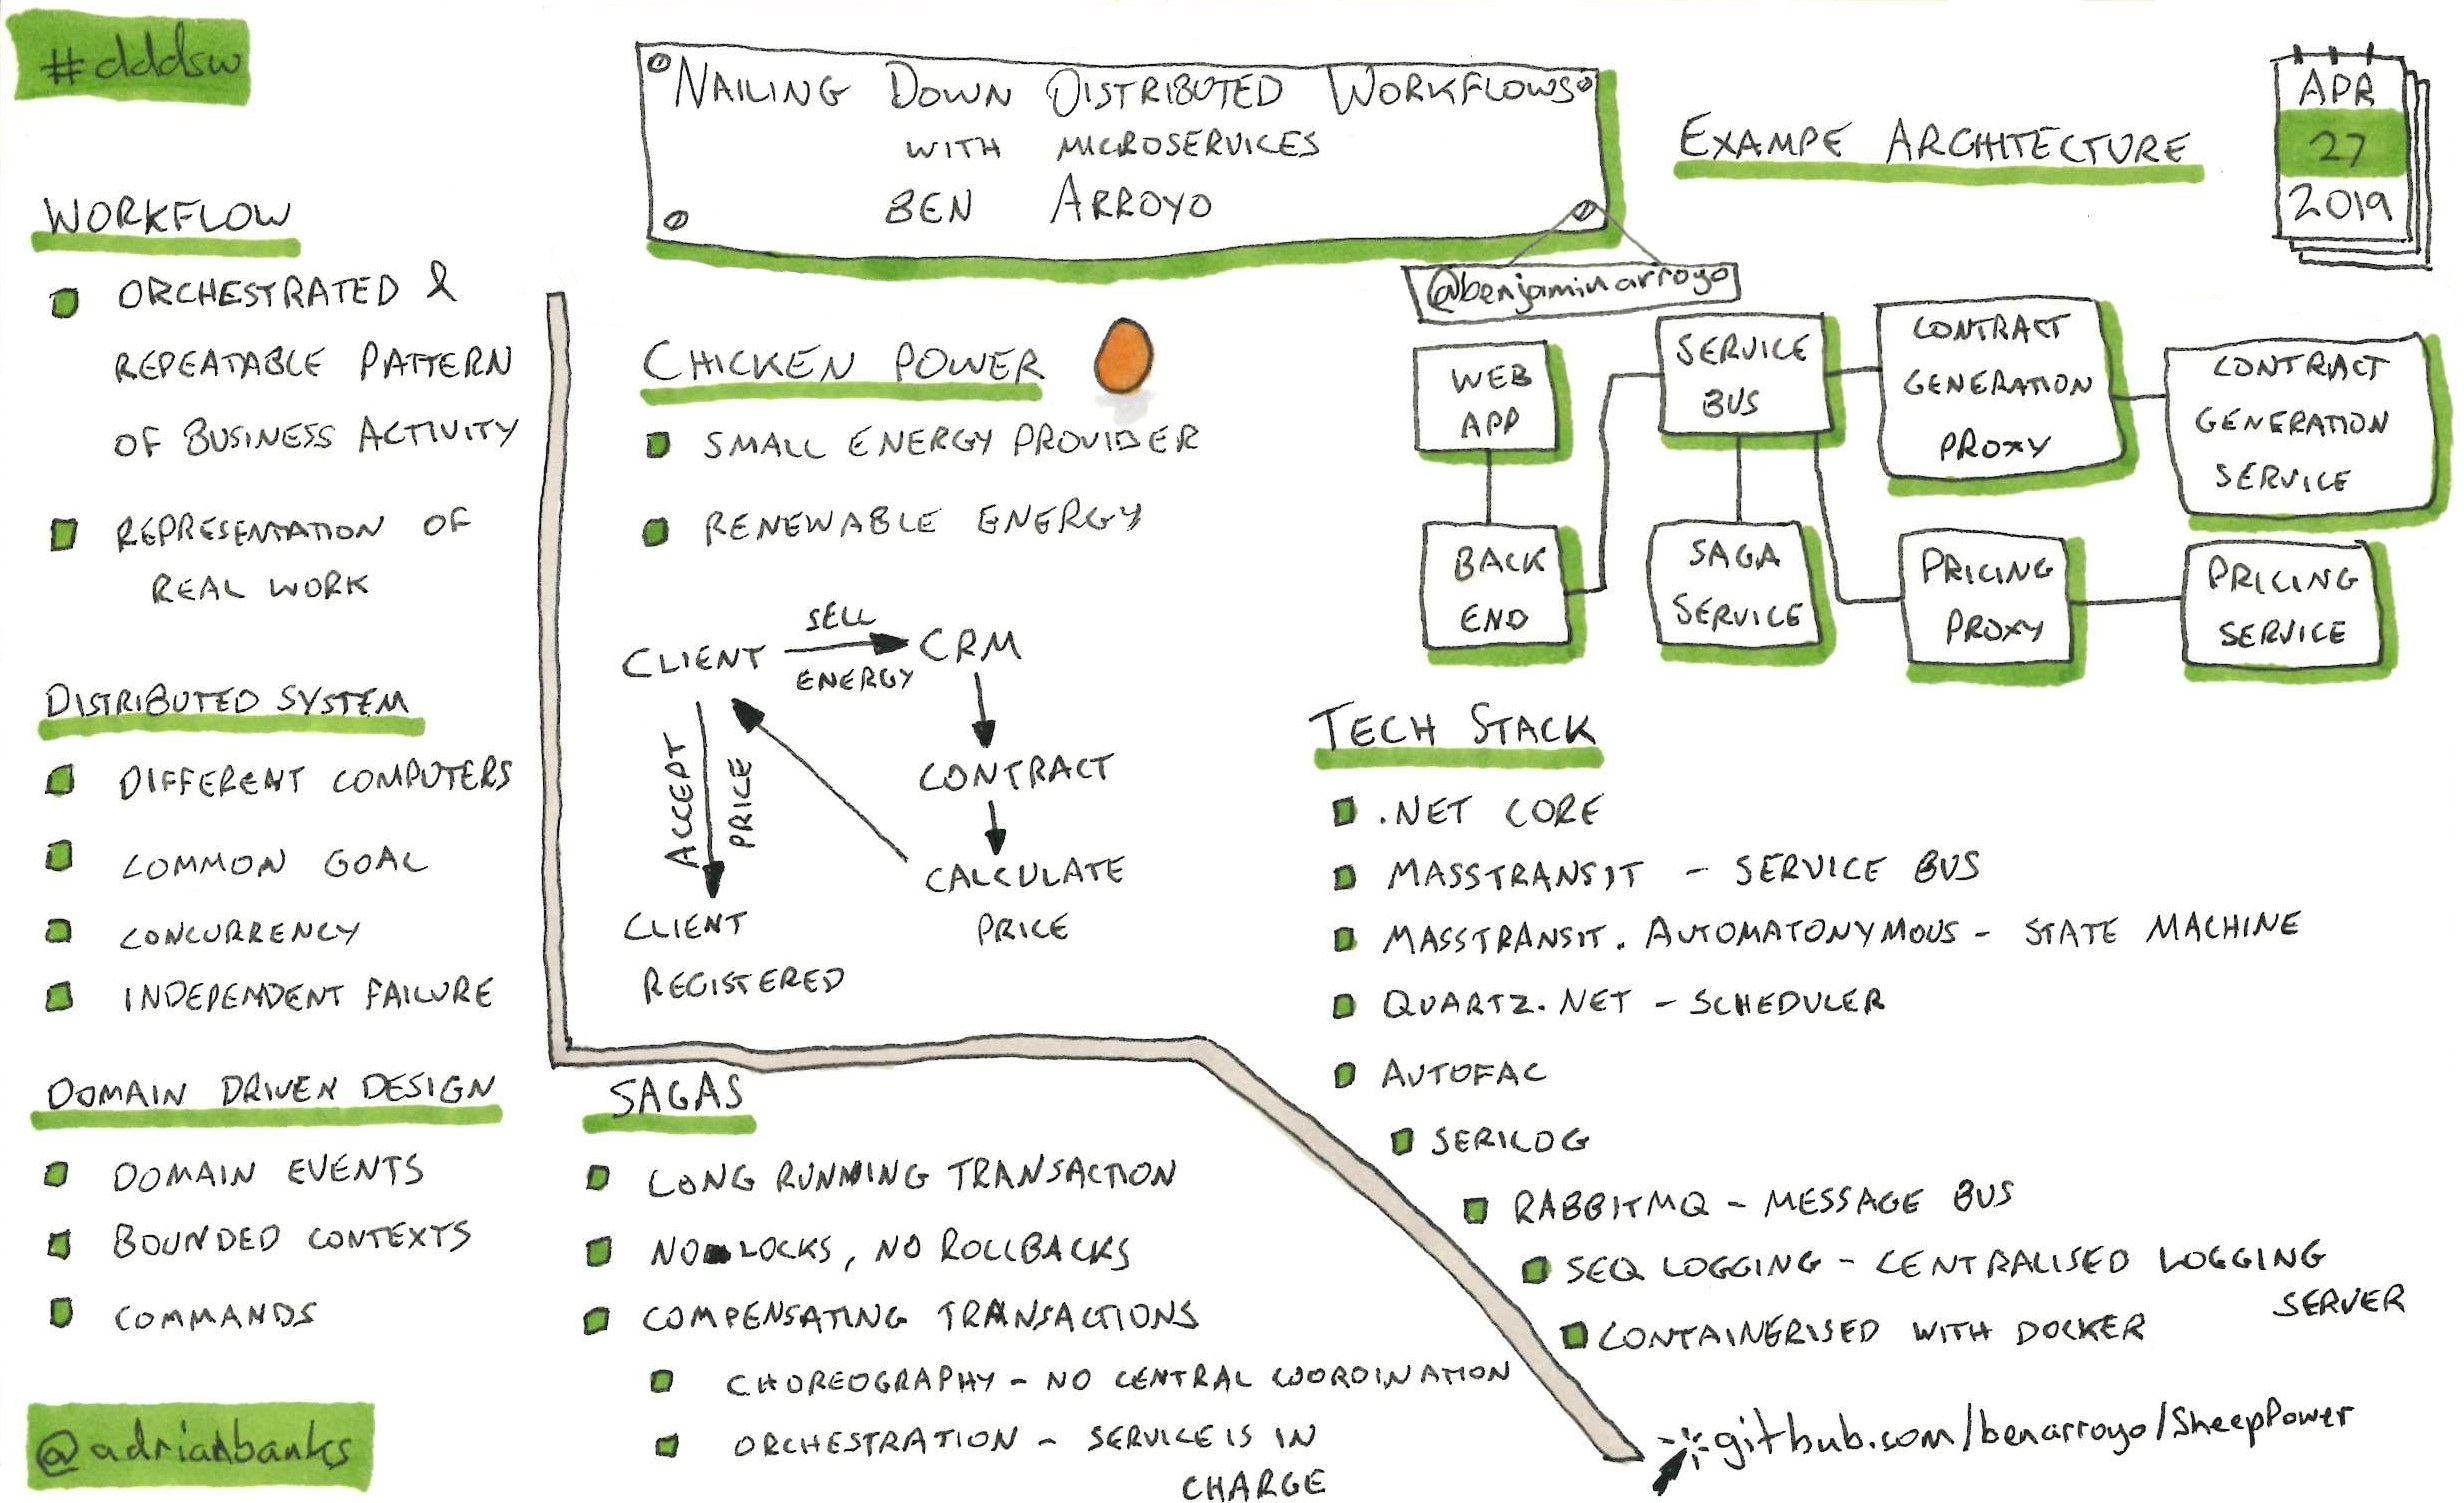 #dddsw
NAILING DOWN DISTRIBUTED WORKFLOWS
WITH MICROSERVICES
BEN ARROYO
@benjaminarroyo
APR
27
2019
WORKFLOW
ORCHESTRATED &
REPEATABLE PATTERN
OF BUSINESS ACTIVITY
REPRESENTATION OF
REAL WORK
DISTRIBUTED SYSTEM
DIFFERENT COMPUTERS
COMMON GOAL
CONCURRENCY
INDEPENDENT FAILURE
DOMAIN DRIVEN DESIGN
DOMAIN EVENTS
BOUNDED CONTEXTS
COMMANDS
@adrianbanks
CHICKEN POWER
SMALL ENERGY PROVIDER
RENEWABLE ENERGY
CLIENT
SELL
ENERGY
CRM
CONTRACT
CALCULATE
PRICE
ACCEPT
PRICE
CLIENT
REGISTERED
SAGAS
LONG RUNNING TRANSACTION
NO LOCKS, NO ROLLBACKS
COMPENSATING TRANSACTIONS
CHOREOGRAPHY - NO CENTRAL COORDINATION
ORCHESTRATION - SERVICE IS IN
CHARGE
EXAMPE ARCHITECTURE
WEB
APP
BACK
END
SERVICE
BUS
SAGA
SERVICE
CONTRACT
GENERATION
PROXY
CONTRACT
GENERATION
SERVICE
PRICING
PROXY
PRICING
SERVICE
TECH STACK
.NET CORE
MASSTRANSIT - SERVICE BUS
MASSTRANSIT. AUTOMATONYMOUS - STATE MACHINE
QUARTZ.NET - SCHEDULER
AUTOFAC
SERILOG
RABBITMQ - MESSAGE BUS
SEQ LOGGING - CENTRALISED LOGGING
SERVER
CONTAINERISED WITH DOCKER
github.com/benarroyo/SheepPower